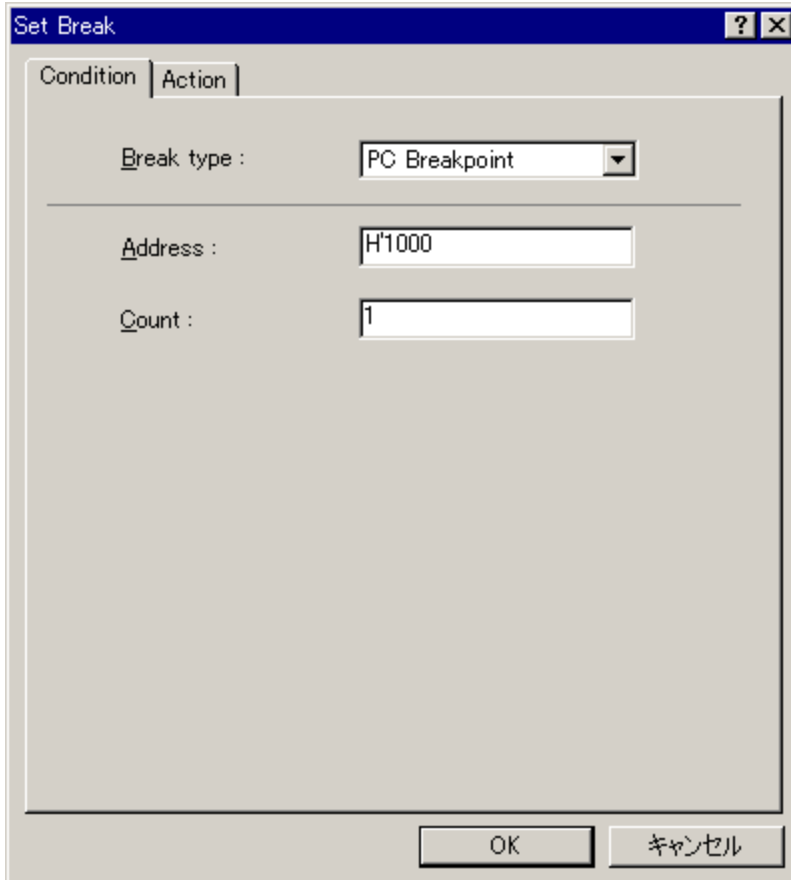 Set Break
Condition Action
Break type : PC Breakpoint
Address : H'1000
Count : 1
OK キャンセル